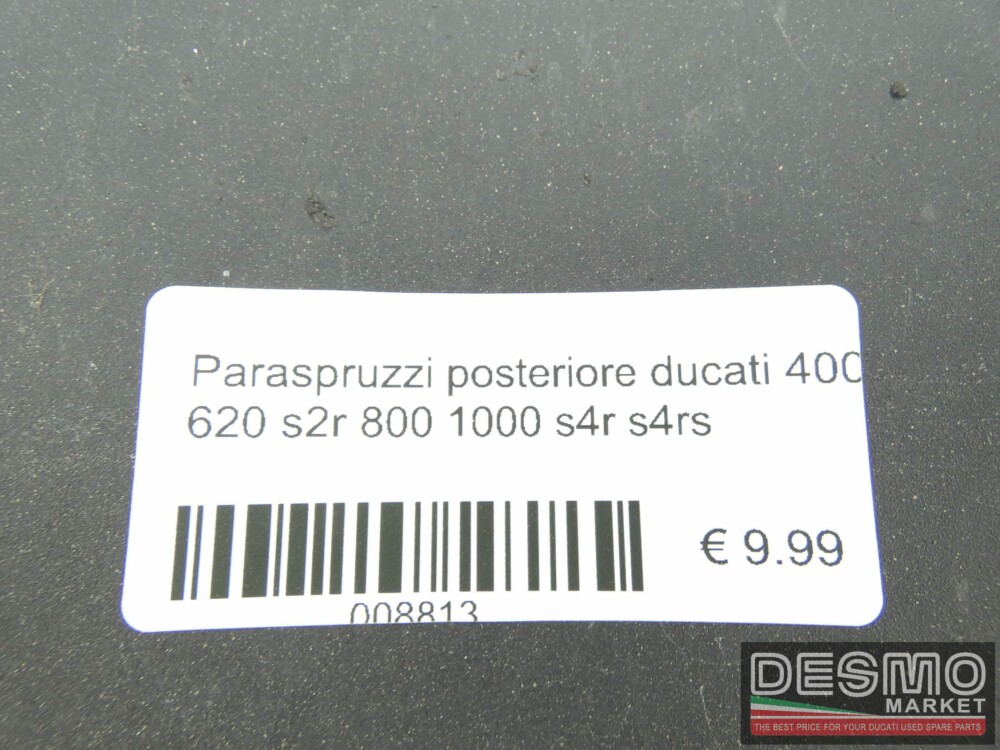 Paraspruzzi posteriore ducati 400
620 s2r 800 1000 s4r s4rs
€ 9.99
008813
DESMO
MARKET
THE BEST PRICE FOR YOUR DUCATI USED SPARE PARTS